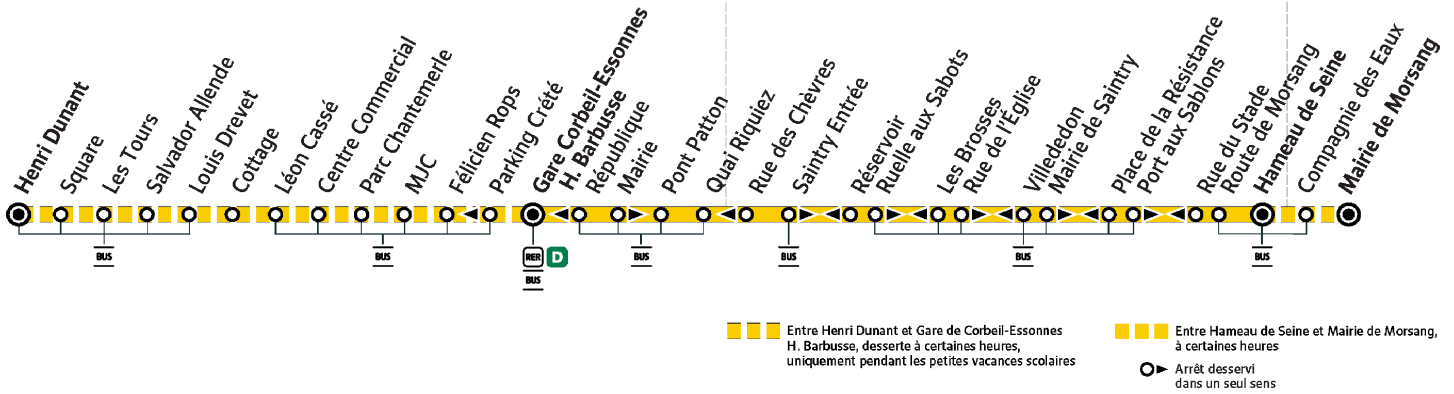 Henri Dunant
Square
Les Tours
Salvador Allende
Louis Drevet
Cottage
Léon Cassé
Centre Commercial
Parc Chantemerle
MJC
Félicien Rops
Parking Crété
Gare Corbeil-Essonnes
H. Barbusse
République
Mairie
Pont Patton
Quai Riquiez
Rue des Chèvres
Saintry Entrée
Réservoir
Ruelle aux Sabots
Les Brosses
Rue de l'Église
Villededon
Mairie de Saintry
Place de la Résistance
Port aux Sablons
Rue du Stade
Route de Morsang
Hameau de Seine
Compagnie des Eaux
Mairie de Morsang
BUS
BUS
RER D
BUS
BUS
BUS
BUS
BUS
Entre Henri Dunant et Gare de Corbeil-Essonnes
H. Barbusse, desserte à certaines heures,
uniquement pendant les petites vacances scolaires
Entre Hameau de Seine et Mairie de Morsang,
à certaines heures
Arrêt desservi
dans un seul sens